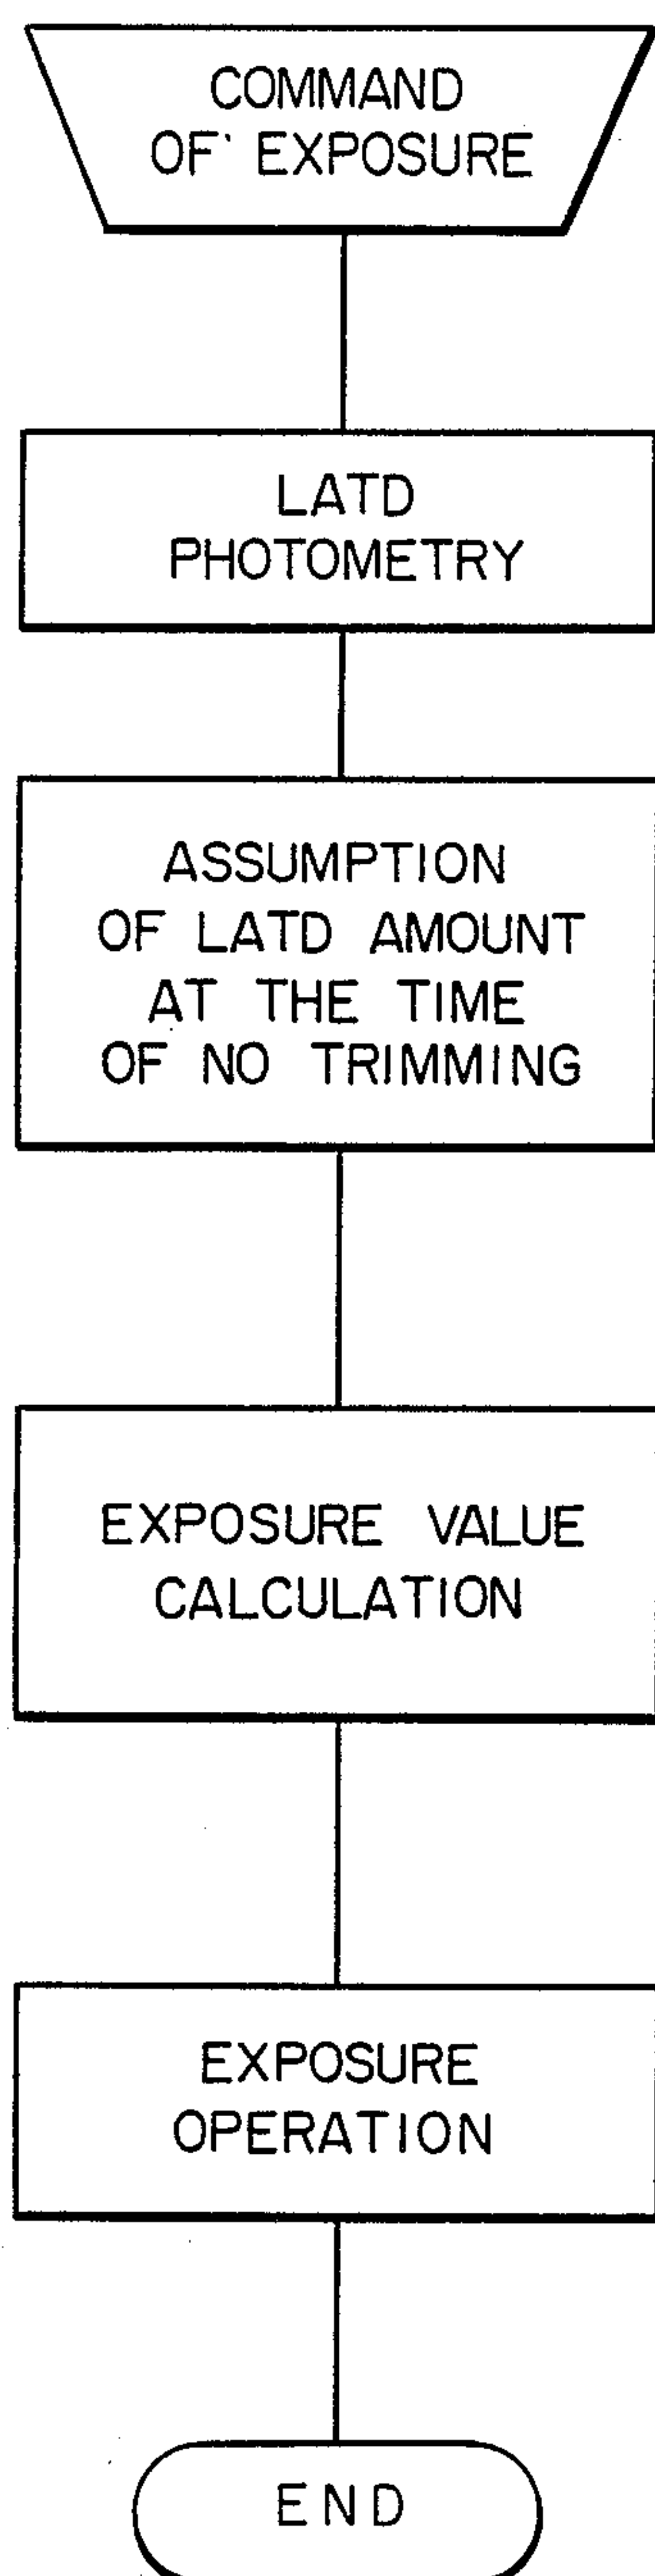 COMMAND
OF EXPOSURE
LATD
PHOTOMETRY
ASSUMPTION
OF LATD AMOUNT
AT THE TIME
OF NO TRIMMING
EXPOSURE VALUE
CALCULATION
EXPOSURE
OPERATION
END